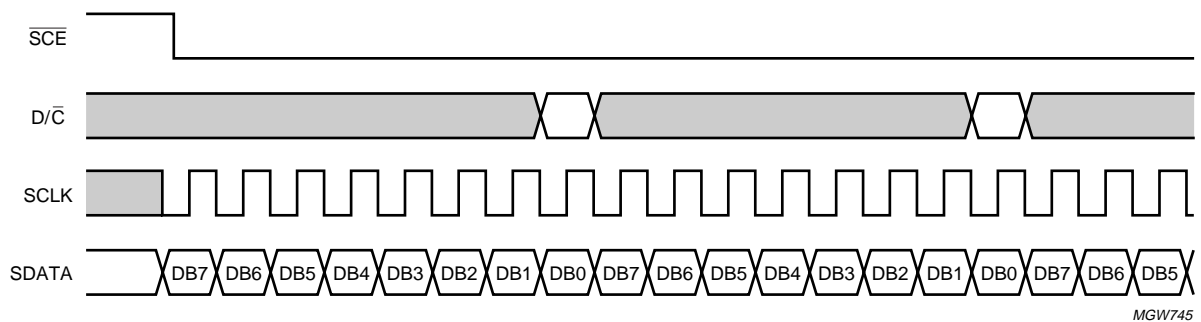 S̅C̅E̅
D/C̅
SCLK
SDATA DB7 DB6 DB5 DB4 DB3 DB2 DB1 DB0 DB7 DB6 DB5 DB4 DB3 DB2 DB1 DB0 DB7 DB6 DB5
MGW745